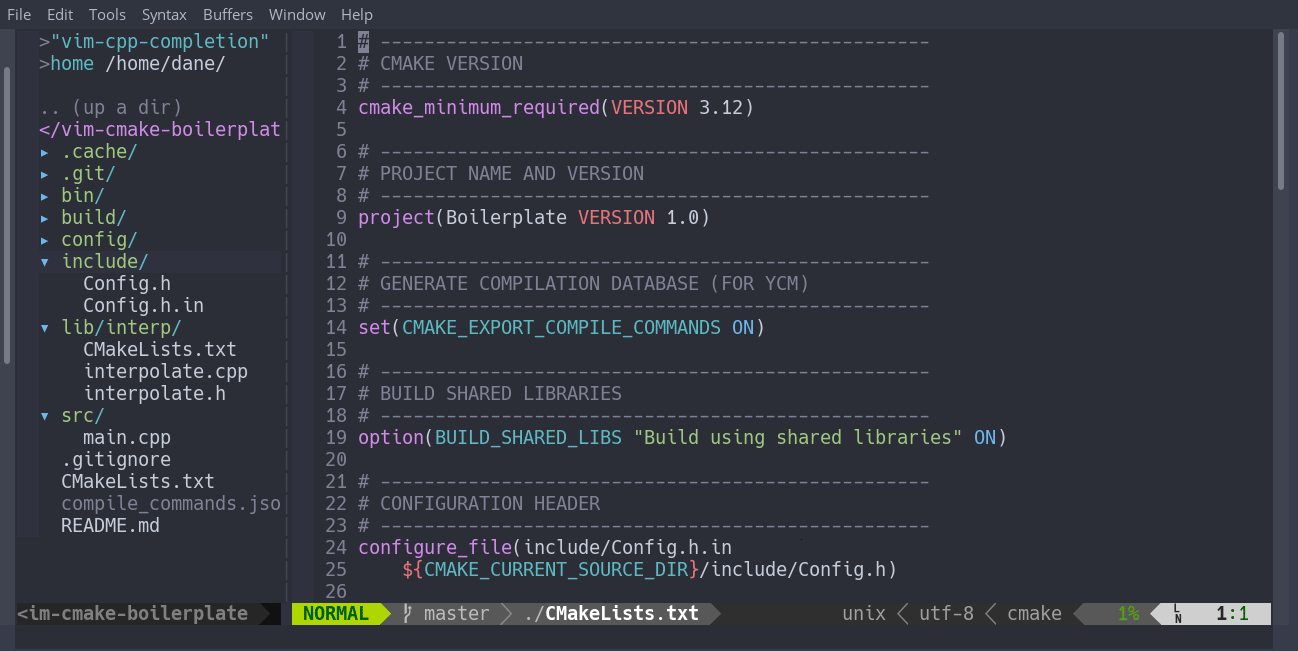 File Edit Tools Syntax Buffers Window Help
>"vim-cpp-completion"
>home /home/dane/
.. (up a dir)
</vim-cmake-boilerplat
▸ .cache/
▸ .git/
▸ bin/
▸ build/
▸ config/
▾ include/
Config.h
Config.h.in
▾ lib/interp/
CMakeLists.txt
interpolate.cpp
interpolate.h
▾ src/
main.cpp
.gitignore
CMakeLists.txt
compile_commands.jso
README.md
<im-cmake-boilerplate
1 # --------------------------------------------------
2 # CMAKE VERSION
3 # --------------------------------------------------
4 cmake_minimum_required(VERSION 3.12)
5
6 # --------------------------------------------------
7 # PROJECT NAME AND VERSION
8 # --------------------------------------------------
9 project(Boilerplate VERSION 1.0)
10
11 # --------------------------------------------------
12 # GENERATE COMPILATION DATABASE (FOR YCM)
13 # --------------------------------------------------
14 set(CMAKE_EXPORT_COMPILE_COMMANDS ON)
15
16 # --------------------------------------------------
17 # BUILD SHARED LIBRARIES
18 # --------------------------------------------------
19 option(BUILD_SHARED_LIBS "Build using shared libraries" ON)
20
21 # --------------------------------------------------
22 # CONFIGURATION HEADER
23 # --------------------------------------------------
24 configure_file(include/Config.h.in
25     ${CMAKE_CURRENT_SOURCE_DIR}/include/Config.h)
26
NORMAL master ./CMakeLists.txt unix utf-8 cmake 1% LN 1:1